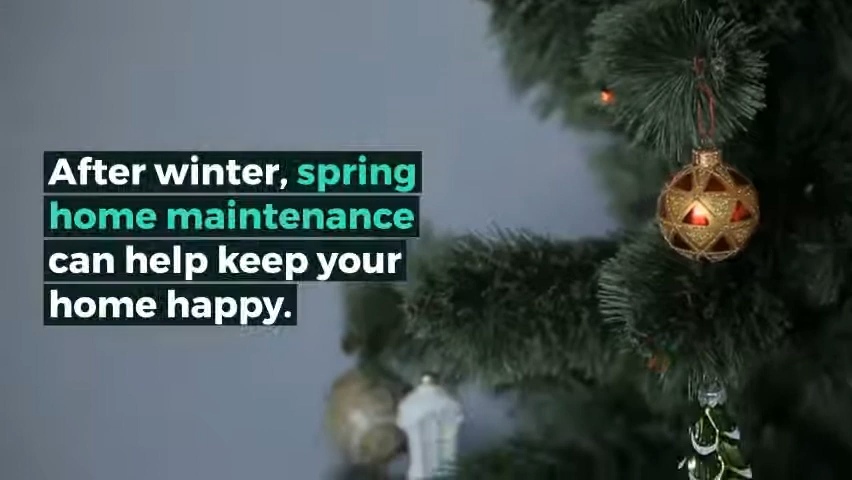 After winter, spring
home maintenance
can help keep your
home happy.